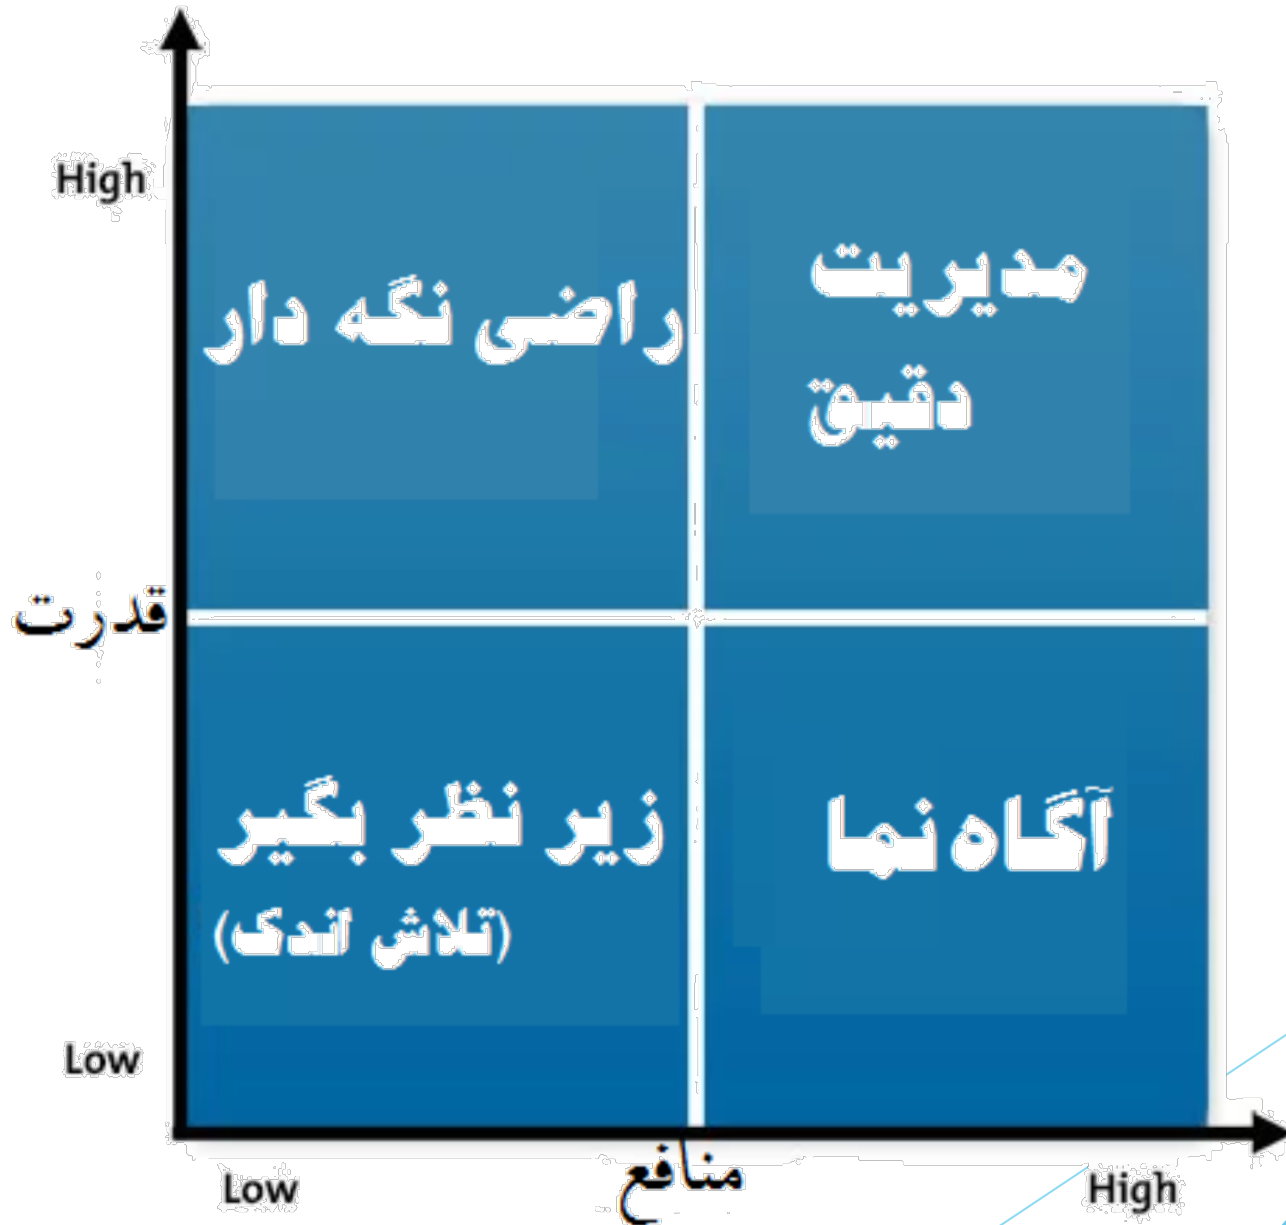 High
راضی نگه دار
مدیریت
دقیق
قدرت
زیر نظر بگیر
(تلاش اندک)
آگاه نما
Low
Low
منافع
High